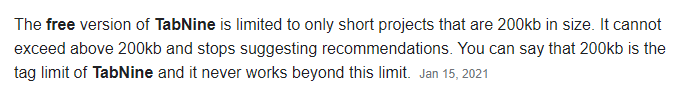 The free version of TabNine is limited to only short projects that are 200kb in size. It cannot
exceed above 200kb and stops suggesting recommendations. You can say that 200kb is the
tag limit of TabNine and it never works beyond this limit. Jan 15, 2021